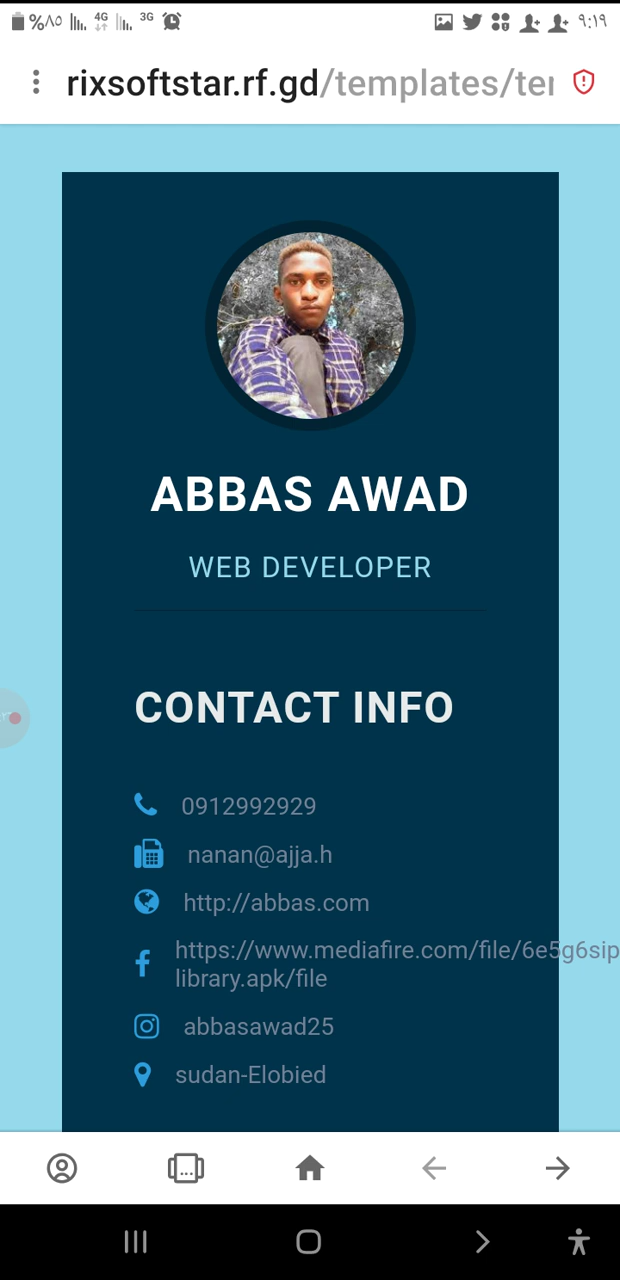 %٨٥ 4G 3G ٩:١٩
rixsoftstar.rf.gd/templates/ter
ABBAS AWAD
WEB DEVELOPER
CONTACT INFO
0912992929
nanan@ajja.h
http://abbas.com
https://www.mediafire.com/file/6e5g6sip
library.apk/file
abbasawad25
sudan-Elobied